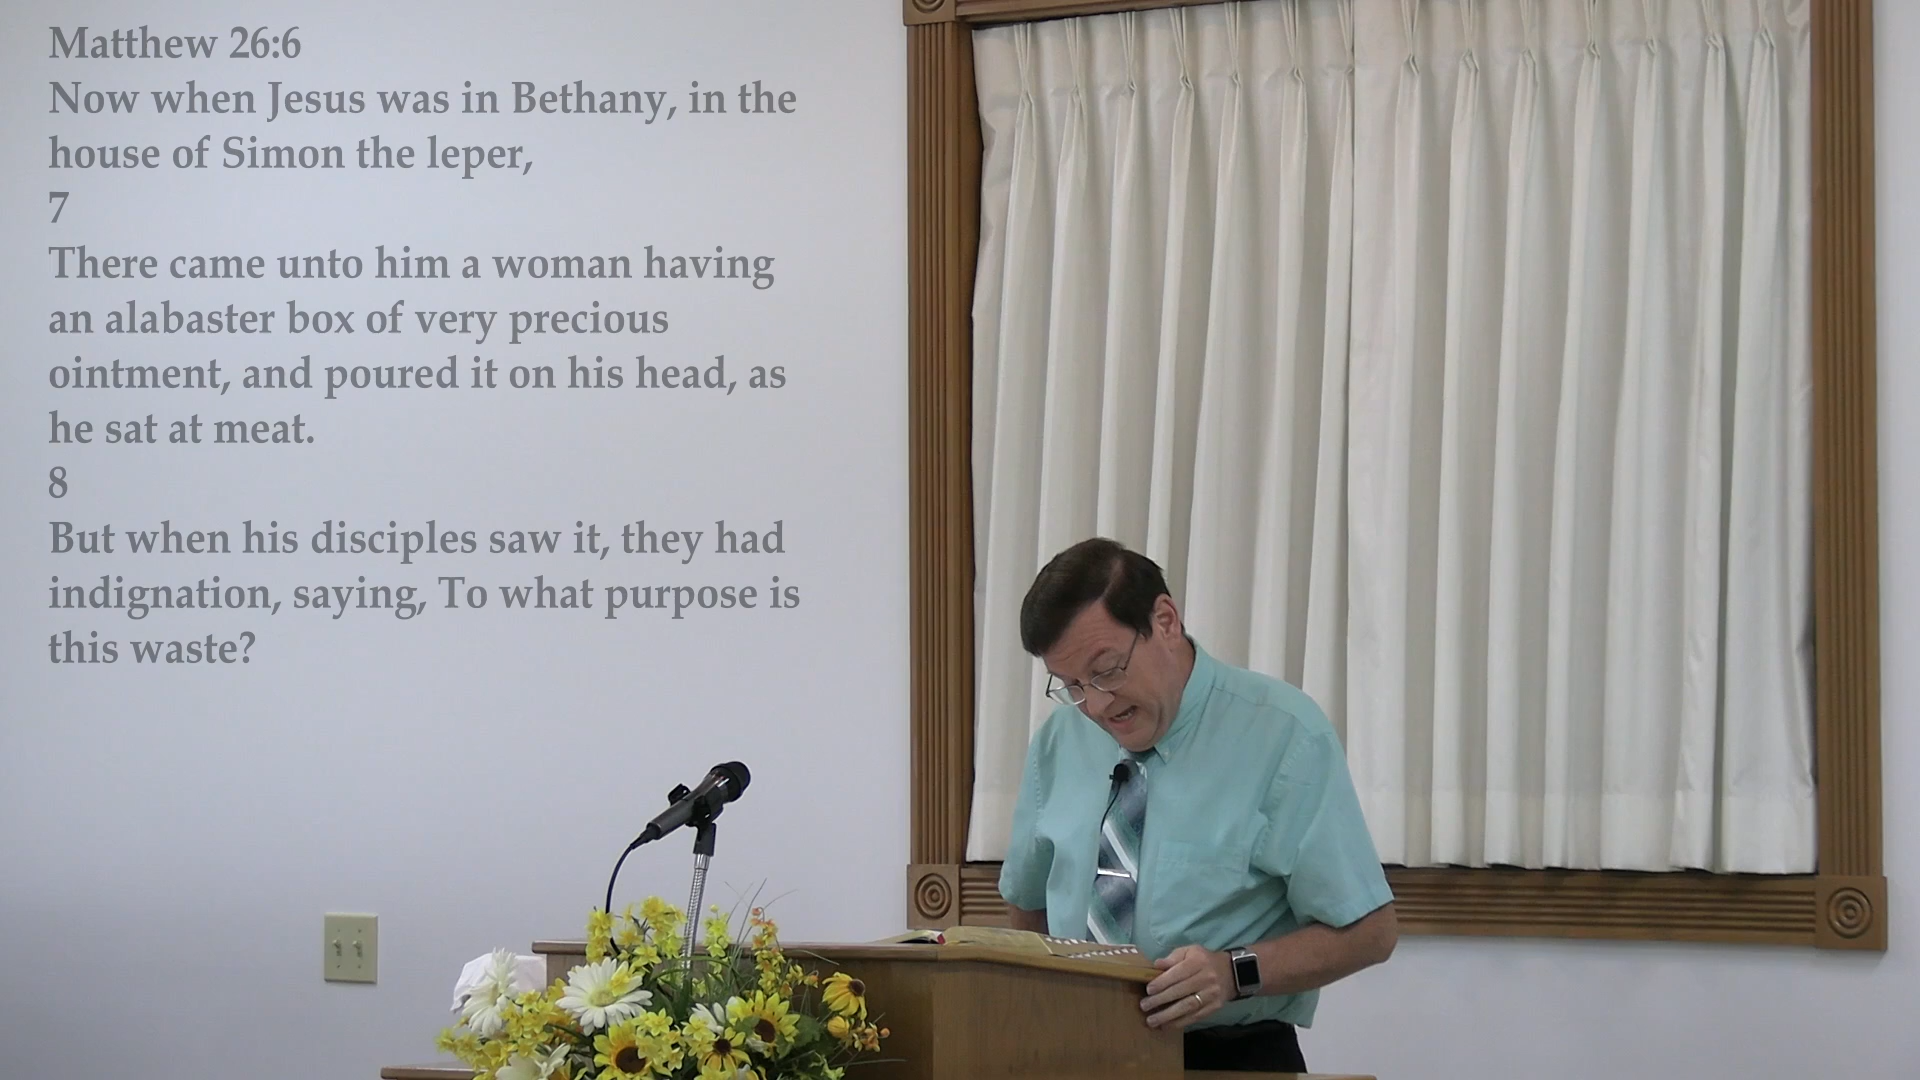 Matthew 26:6
Now when Jesus was in Bethany, in the
house of Simon the leper,
7
There came unto him a woman having
an alabaster box of very precious
ointment, and poured it on his head, as
he sat at meat.
8
But when his disciples saw it, they had
indignation, saying, To what purpose is
this waste?